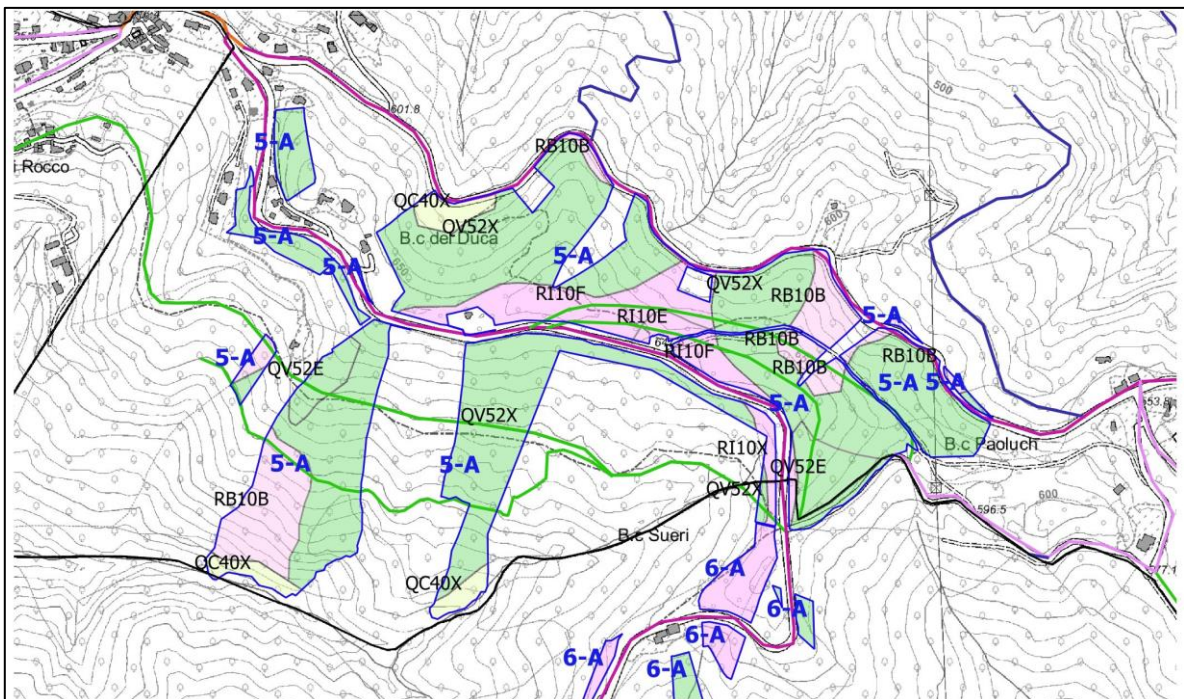 500
601.8
5-A
RB10B
i Rocco
QC40X
QV52X
600
B.c del Duca
5-A
5-A
5-A
QV52X
RB10B
RI10F
RI10E
5-A
RB10B
RI10F
RB10B
5-A
QV52E
RB10B
5-A
5-A
QV52X
5-A
B.c Paoluch
RI10X
5-A
5-A
QV52E
RB10B
QV52X
600
596.5
B.c Sueri
QC40X
6-A
QC40X
6-A
6-A
6-A
6-A